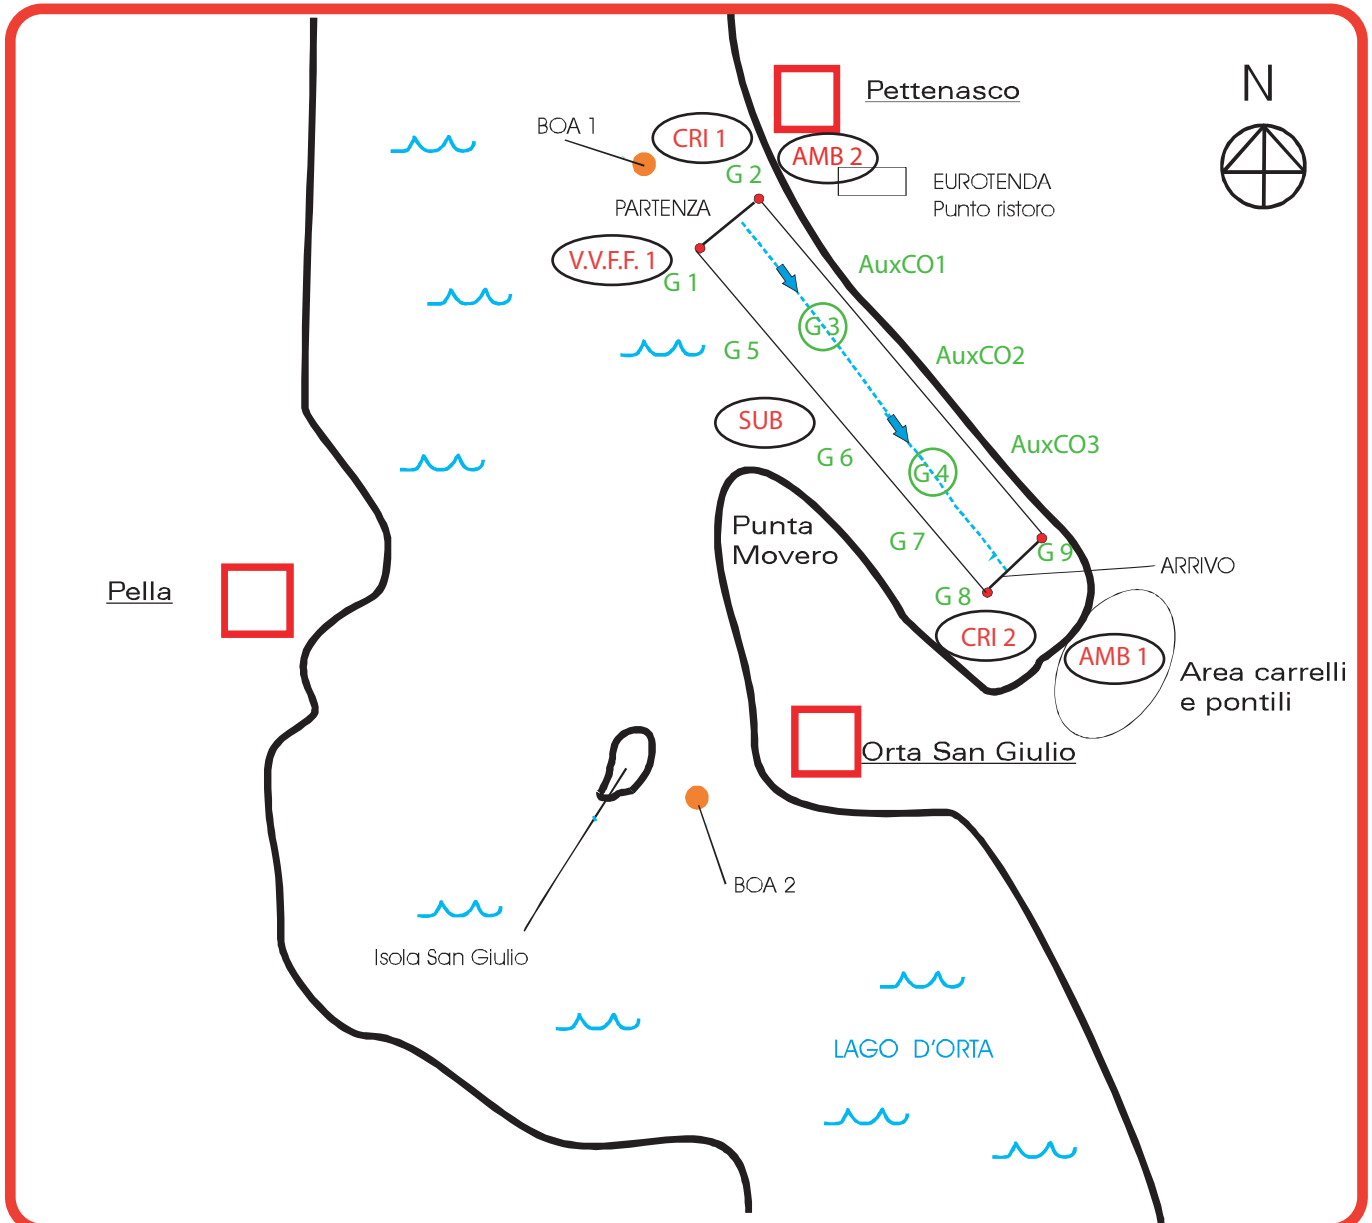 N
Pettenasco
BOA 1
CRI 1
AMB 2
G 2
EUROTENDA
Punto ristoro
PARTENZA
V.V.F.F. 1
G 1
AuxCO1
G 3
G 5
AuxCO2
SUB
AuxCO3
G 6
G 4
Punta
Movero
G 7
G 9
ARRIVO
Pella
G 8
CRI 2
AMB 1
Area carrelli
e pontili
Orta San Giulio
BOA 2
Isola San Giulio
LAGO D'ORTA